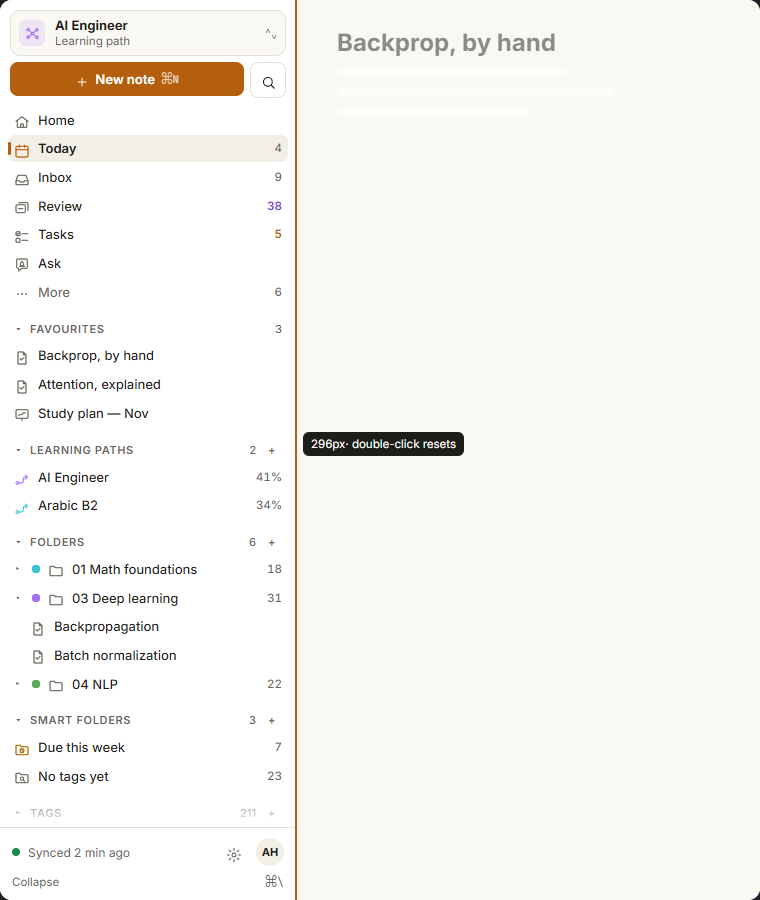 AI Engineer
Learning path
+ New note ⌘N
Home
Today 4
Inbox 9
Review 38
Tasks 5
Ask
More 6
FAVOURITES 3
Backprop, by hand
Attention, explained
Study plan — Nov
LEARNING PATHS 2 +
AI Engineer 41%
Arabic B2 34%
FOLDERS 6 +
01 Math foundations 18
03 Deep learning 31
Backpropagation
Batch normalization
04 NLP 22
SMART FOLDERS 3 +
Due this week 7
No tags yet 23
TAGS 211 +
Synced 2 min ago AH
Collapse ⌘\
Backprop, by hand
296px· double-click resets